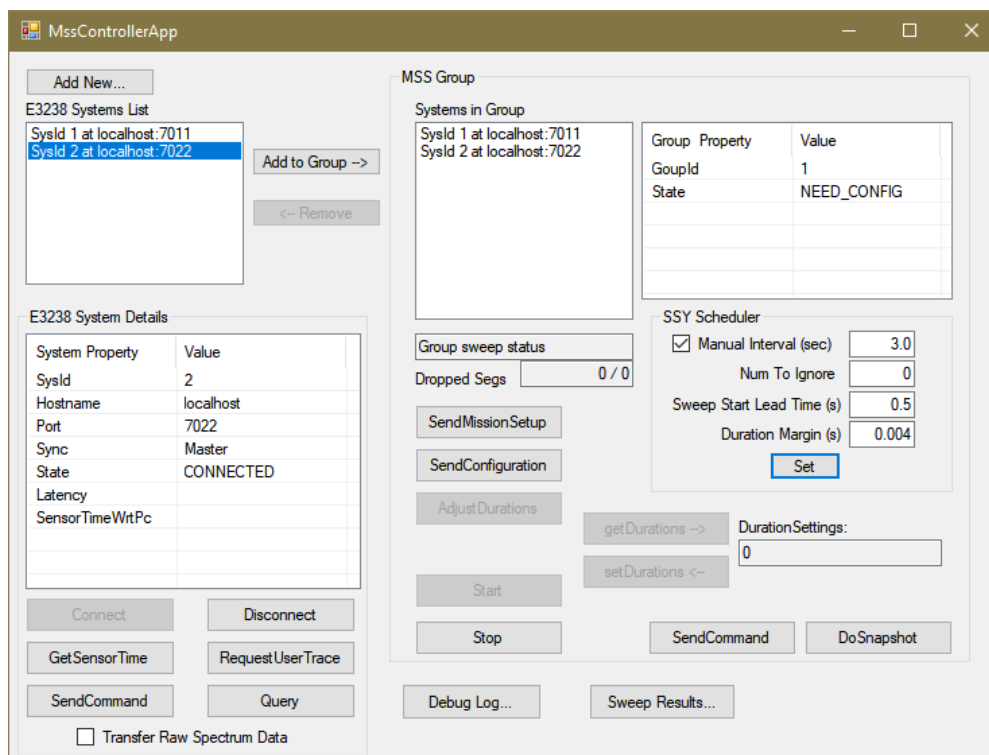 MssControllerApp
Add New...
E3238 Systems List
SysId 1 at localhost:7011
SysId 2 at localhost:7022
Add to Group -->
<-- Remove
E3238 System Details
System Property Value
SysId 2
Hostname localhost
Port 7022
Sync Master
State CONNECTED
Latency
SensorTimeWrtPc
Connect Disconnect
GetSensorTime RequestUserTrace
SendCommand Query
Transfer Raw Spectrum Data
MSS Group
Systems in Group
SysId 1 at localhost:7011
SysId 2 at localhost:7022
Group Property Value
GoupId 1
State NEED_CONFIG
Group sweep status
Dropped Segs 0 / 0
SSY Scheduler
Manual Interval (sec) 3.0
Num To Ignore 0
Sweep Start Lead Time (s) 0.5
Duration Margin (s) 0.004
Set
SendMissionSetup
SendConfiguration
AdjustDurations
getDurations --> DurationSettings:
0
setDurations <--
Start
Stop
SendCommand DoSnapshot
Debug Log... Sweep Results...